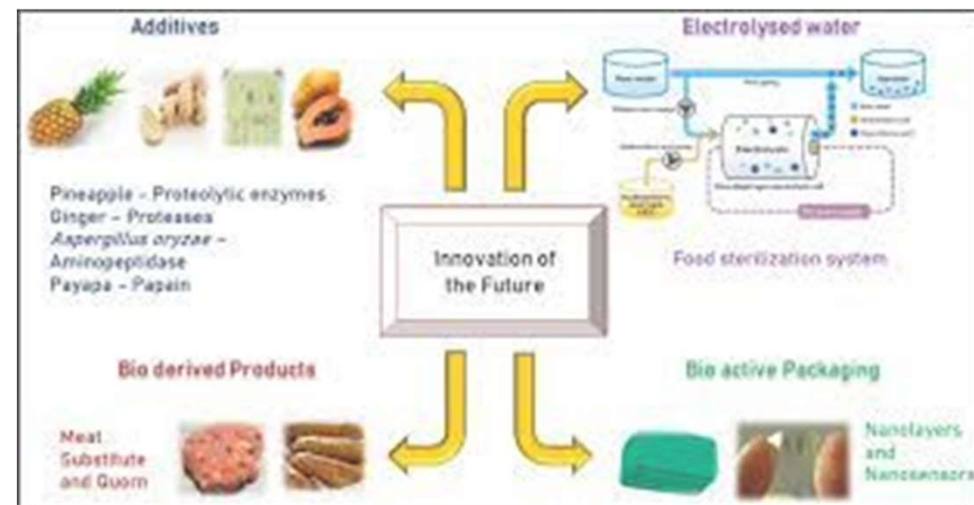 Additives
Pineapple - Proteolytic enzymes
Ginger - Proteases
Aspergillus oryzae -
Aminopeptidase
Payapa - Papain
Electrolysed water
Food sterilization system
Innovation of
the Future
Bio derived Products
Meat
Substitute
and Quorn
Bio active Packaging
Nanolayers
and
Nanosensors